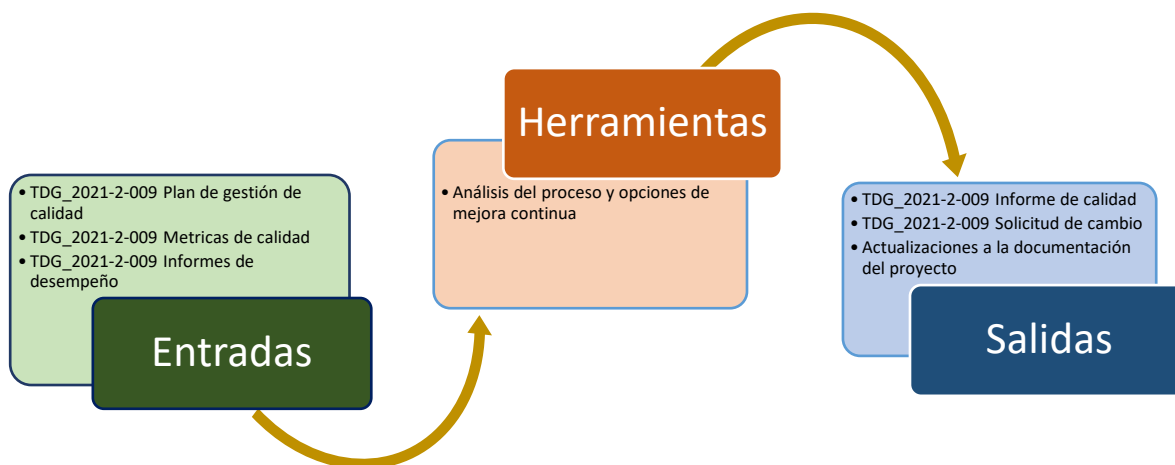 • TDG_2021-2-009 Plan de gestión de
calidad
• TDG_2021-2-009 Metricas de calidad
• TDG_2021-2-009 Informes de
desempeño
Entradas
Herramientas
• Análisis del proceso y opciones de
mejora continua
• TDG_2021-2-009 Informe de calidad
• TDG_2021-2-009 Solicitud de cambio
• Actualizaciones a la documentación
del proyecto
Salidas